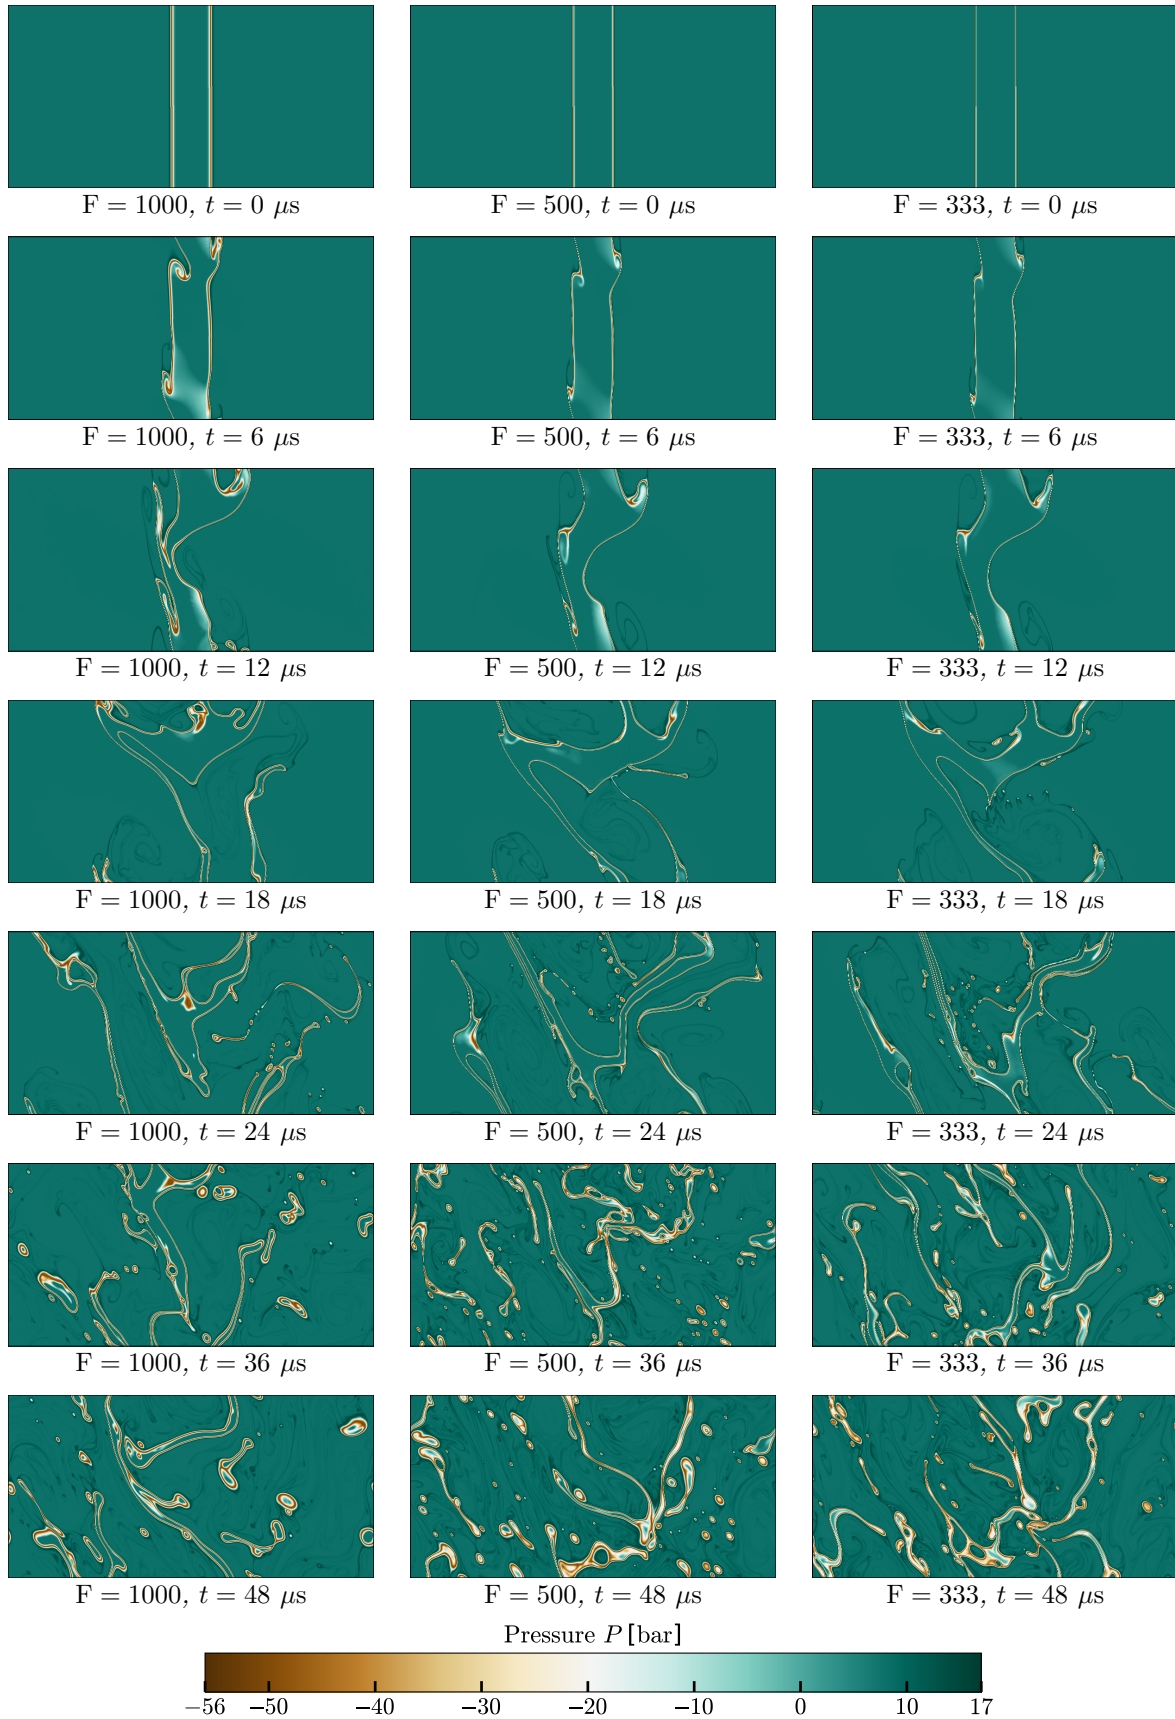 F = 1000, t = 0 μs F = 500, t = 0 μs F = 333, t = 0 μs
F = 1000, t = 6 μs F = 500, t = 6 μs F = 333, t = 6 μs
F = 1000, t = 12 μs F = 500, t = 12 μs F = 333, t = 12 μs
F = 1000, t = 18 μs F = 500, t = 18 μs F = 333, t = 18 μs
F = 1000, t = 24 μs F = 500, t = 24 μs F = 333, t = 24 μs
F = 1000, t = 36 μs F = 500, t = 36 μs F = 333, t = 36 μs
F = 1000, t = 48 μs F = 500, t = 48 μs F = 333, t = 48 μs
Pressure P [bar]
−56 −50 −40 −30 −20 −10 0 10 17